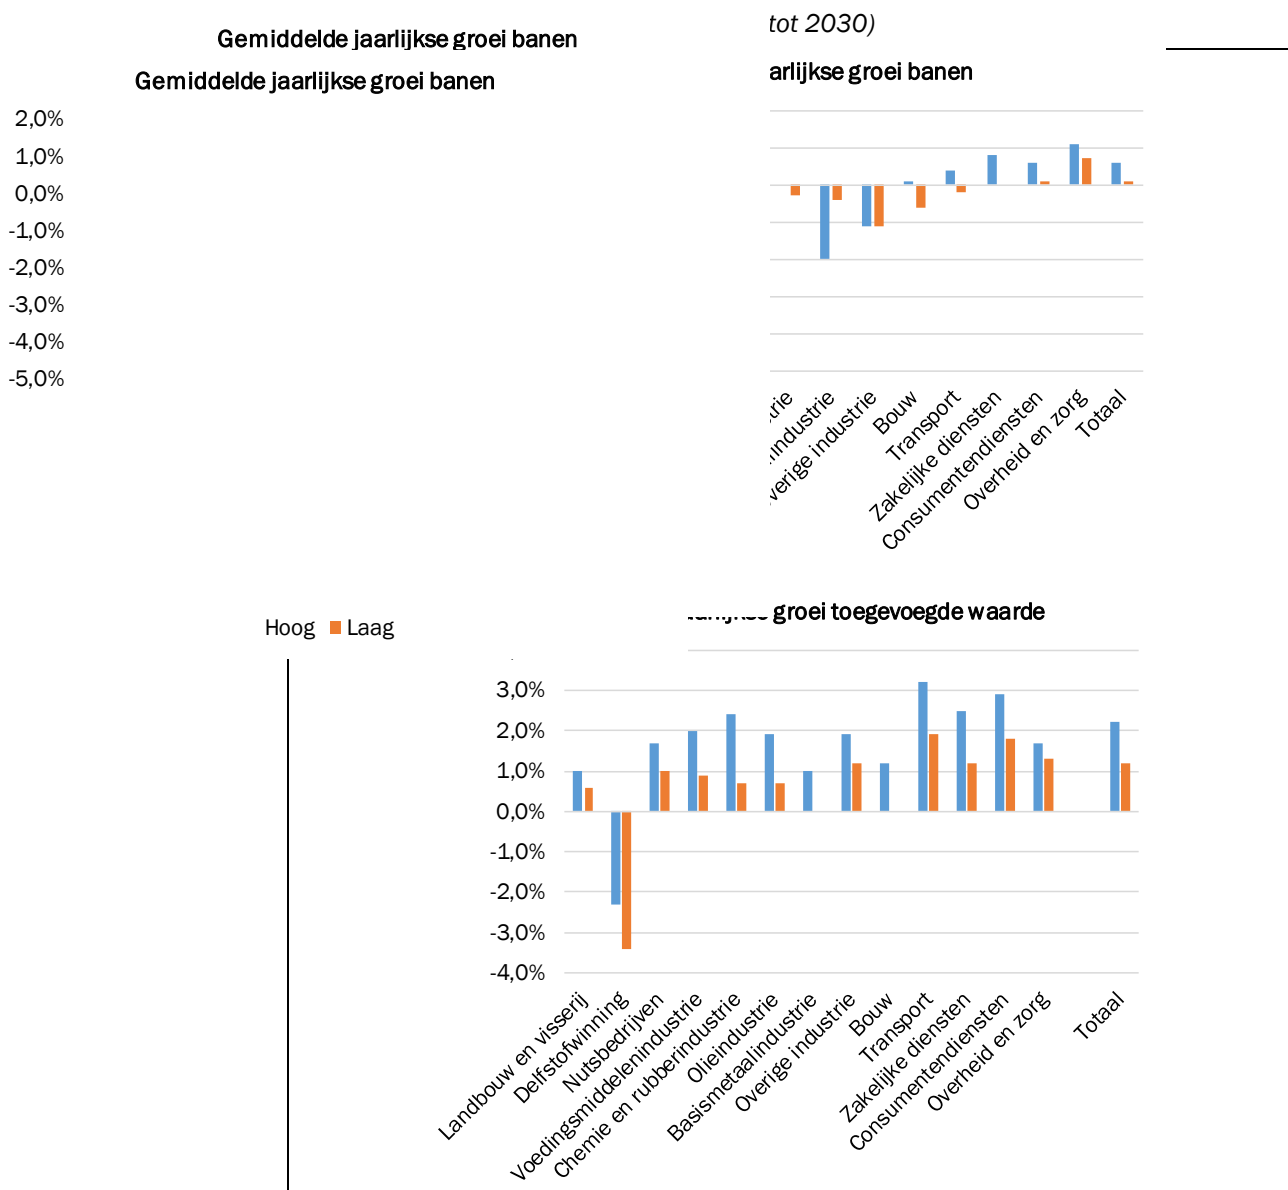 tot 2030)
Gemiddelde jaarlijkse groei banen
arlijkse groei banen
Gemiddelde jaarlijkse groei banen
2,0%
1,0%
0,0%
-1,0%
-2,0%
-3,0%
-4,0%
-5,0%
trie
industrie
verige industrie
Bouw
Transport
Zakelijke diensten
Consumentendiensten
Overheid en zorg
Totaal
groei toegevoegde waarde
Hoog Laag
3,0%
2,0%
1,0%
0,0%
-1,0%
-2,0%
-3,0%
-4,0%
Landbouw en visserij
Delfstofwinning
Nutsbedrijven
Voedingsmiddelenindustrie
Chemie en rubberindustrie
Olieindustrie
Basismetaalindustrie
Overige industrie
Bouw
Transport
Zakelijke diensten
Consumentendiensten
Overheid en zorg
Totaal